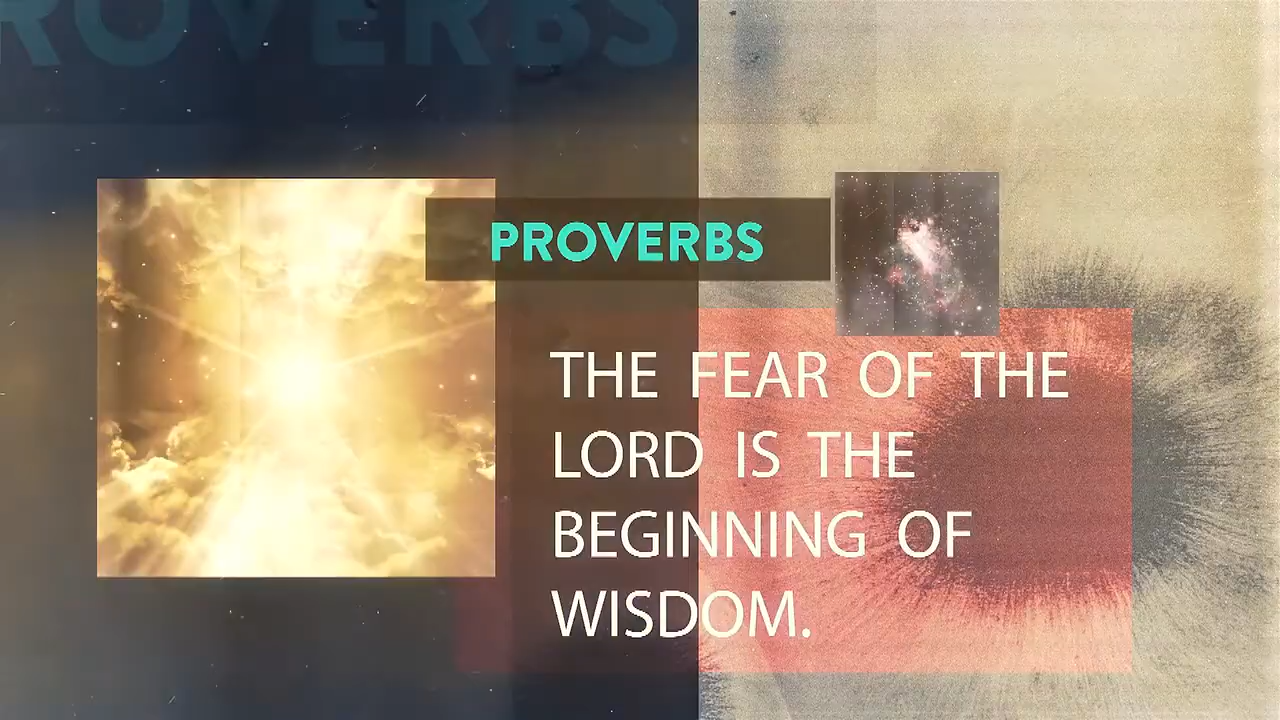 PROVERBS
PROVERBS
THE FEAR OF THE
LORD IS THE
BEGINNING OF
WISDOM.